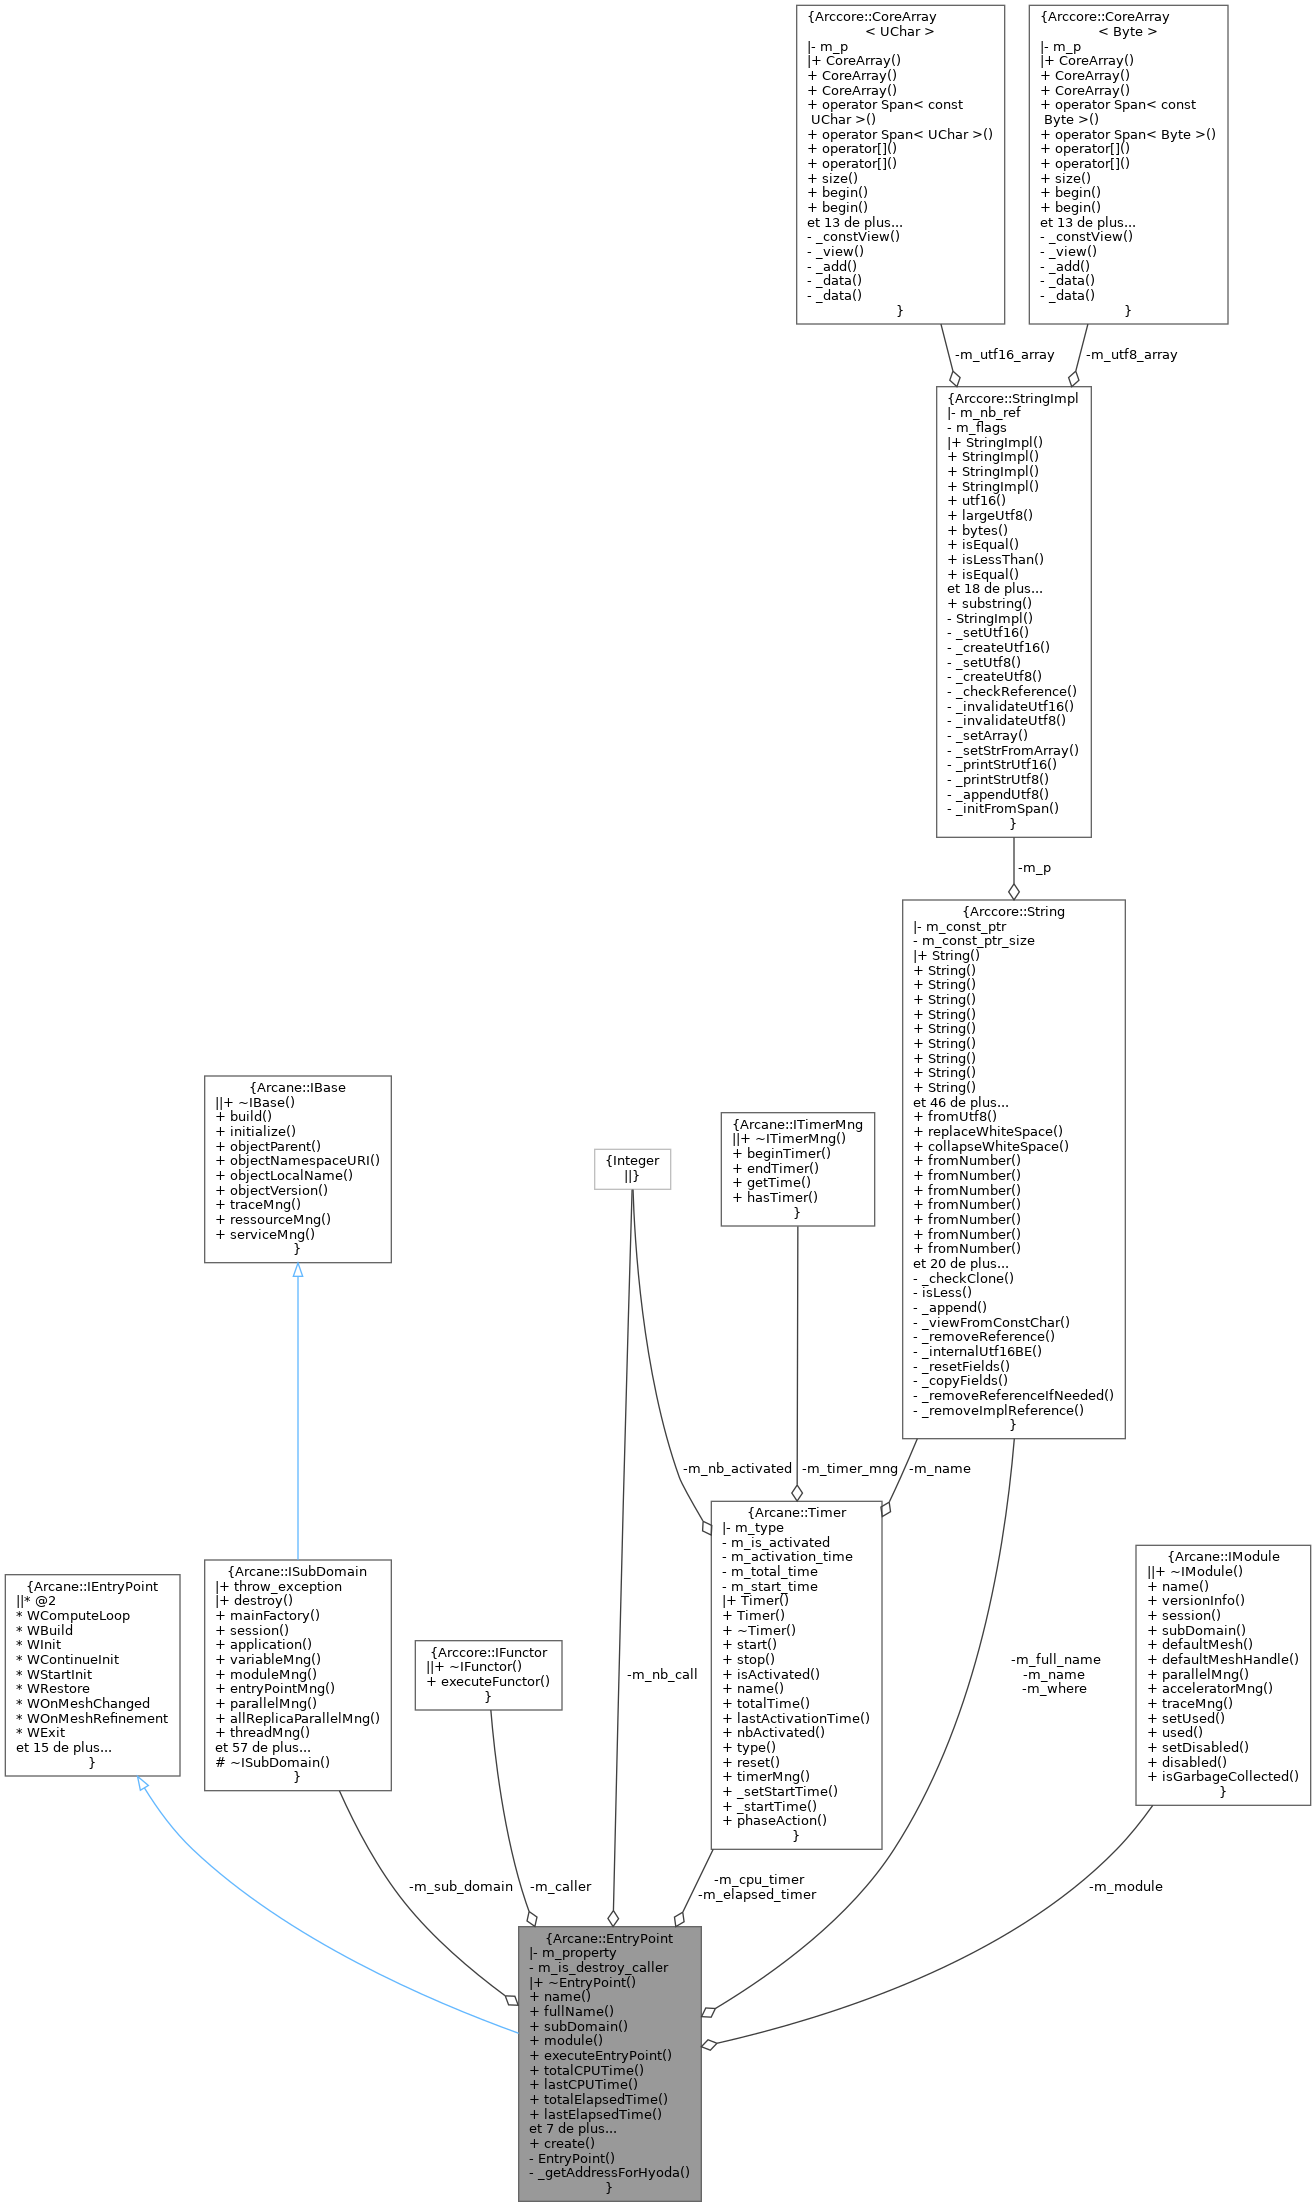 {Arccore::CoreArray
< UChar >
|- m_p
|+ CoreArray()
+ CoreArray()
+ CoreArray()
+ operator Span< const
UChar >()
+ operator Span< UChar >()
+ operator[]()
+ operator[]()
+ size()
+ begin()
+ begin()
et 13 de plus...
- _constView()
- _view()
- _add()
- _data()
- _data()
}
{Arccore::CoreArray
< Byte >
|- m_p
|+ CoreArray()
+ CoreArray()
+ CoreArray()
+ operator Span< const
Byte >()
+ operator Span< Byte >()
+ operator[]()
+ operator[]()
+ size()
+ begin()
+ begin()
et 13 de plus...
- _constView()
- _view()
- _add()
- _data()
- _data()
}
-m_utf16_array
-m_utf8_array
{Arccore::StringImpl
|- m_nb_ref
- m_flags
|+ StringImpl()
+ StringImpl()
+ StringImpl()
+ StringImpl()
+ utf16()
+ largeUtf8()
+ bytes()
+ isEqual()
+ isLessThan()
+ isEqual()
et 18 de plus...
+ substring()
- StringImpl()
- _setUtf16()
- _createUtf16()
- _setUtf8()
- _createUtf8()
- _checkReference()
- _invalidateUtf16()
- _invalidateUtf8()
- _setArray()
- _setStrFromArray()
- _printStrUtf16()
- _printStrUtf8()
- _appendUtf8()
- _initFromSpan()
}
-m_p
{Arccore::String
|- m_const_ptr
- m_const_ptr_size
|+ String()
+ String()
+ String()
+ String()
+ String()
+ String()
+ String()
+ String()
+ String()
+ String()
et 46 de plus...
+ fromUtf8()
+ replaceWhiteSpace()
+ collapseWhiteSpace()
+ fromNumber()
+ fromNumber()
+ fromNumber()
+ fromNumber()
+ fromNumber()
+ fromNumber()
+ fromNumber()
et 20 de plus...
- _checkClone()
- isLess()
- _append()
- _viewFromConstChar()
- _removeReference()
- _internalUtf16BE()
- _resetFields()
- _copyFields()
- _removeReferenceIfNeeded()
- _removeImplReference()
}
{Arcane::IBase
||+ ~IBase()
+ build()
+ initialize()
+ objectParent()
+ objectNamespaceURI()
+ objectLocalName()
+ objectVersion()
+ traceMng()
+ ressourceMng()
+ serviceMng()
}
{Integer
||}
{Arcane::ITimerMng
||+ ~ITimerMng()
+ beginTimer()
+ endTimer()
+ getTime()
+ hasTimer()
}
-m_nb_activated
-m_timer_mng
-m_name
{Arcane::IEntryPoint
||* @2
* WComputeLoop
* WBuild
* WInit
* WContinueInit
* WStartInit
* WRestore
* WOnMeshChanged
* WOnMeshRefinement
* WExit
et 15 de plus...
}
{Arcane::ISubDomain
|+ throw_exception
|+ destroy()
+ mainFactory()
+ session()
+ application()
+ variableMng()
+ moduleMng()
+ entryPointMng()
+ parallelMng()
+ allReplicaParallelMng()
+ threadMng()
et 57 de plus...
# ~ISubDomain()
}
{Arccore::IFunctor
||+ ~IFunctor()
+ executeFunctor()
}
-m_nb_call
{Arcane::Timer
|- m_type
- m_is_activated
- m_activation_time
- m_total_time
- m_start_time
|+ Timer()
+ Timer()
+ ~Timer()
+ start()
+ stop()
+ isActivated()
+ name()
+ totalTime()
+ lastActivationTime()
+ nbActivated()
+ type()
+ reset()
+ timerMng()
+ _setStartTime()
+ _startTime()
+ phaseAction()
}
-m_full_name
-m_name
-m_where
{Arcane::IModule
||+ ~IModule()
+ name()
+ versionInfo()
+ session()
+ subDomain()
+ defaultMesh()
+ defaultMeshHandle()
+ parallelMng()
+ acceleratorMng()
+ traceMng()
+ setUsed()
+ used()
+ setDisabled()
+ disabled()
+ isGarbageCollected()
}
-m_sub_domain
-m_caller
-m_cpu_timer
-m_elapsed_timer
-m_module
{Arcane::EntryPoint
|- m_property
- m_is_destroy_caller
|+ ~EntryPoint()
+ name()
+ fullName()
+ subDomain()
+ module()
+ executeEntryPoint()
+ totalCPUTime()
+ lastCPUTime()
+ totalElapsedTime()
+ lastElapsedTime()
et 7 de plus...
+ create()
- EntryPoint()
- _getAddressForHyoda()
}